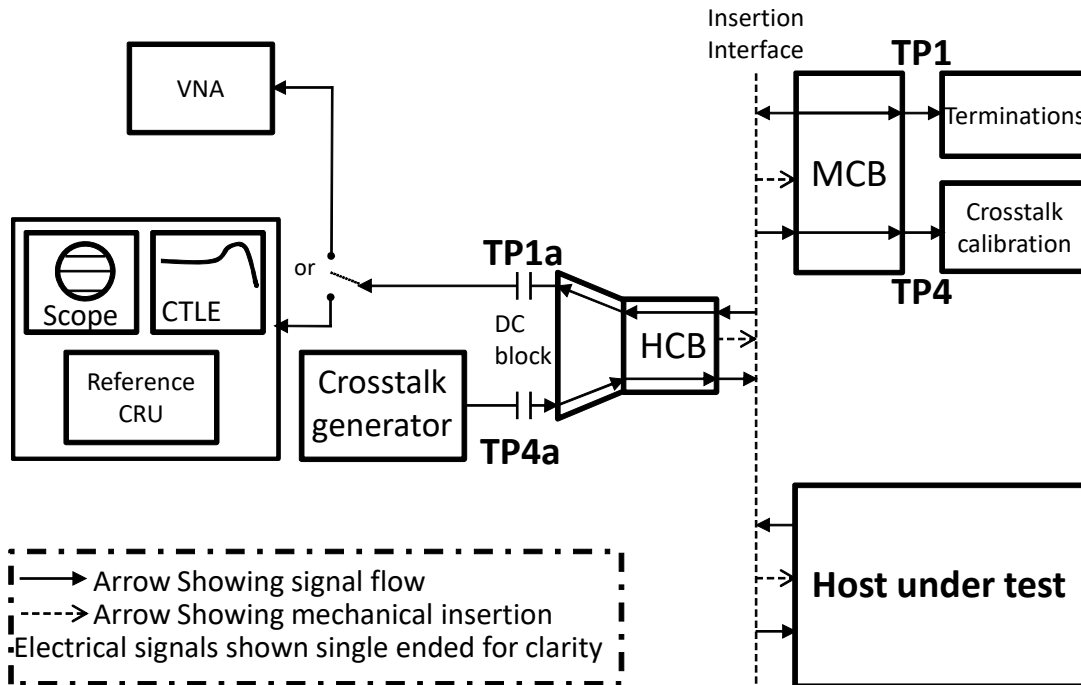 Insertion
Interface
VNA
TP1
Terminations
MCB
Crosstalk
calibration
TP4
Scope
CTLE
Reference
CRU
or
TP1a
DC
block
HCB
Crosstalk
generator
TP4a
Host under test
Arrow Showing signal flow
Arrow Showing mechanical insertion
Electrical signals shown single ended for clarity